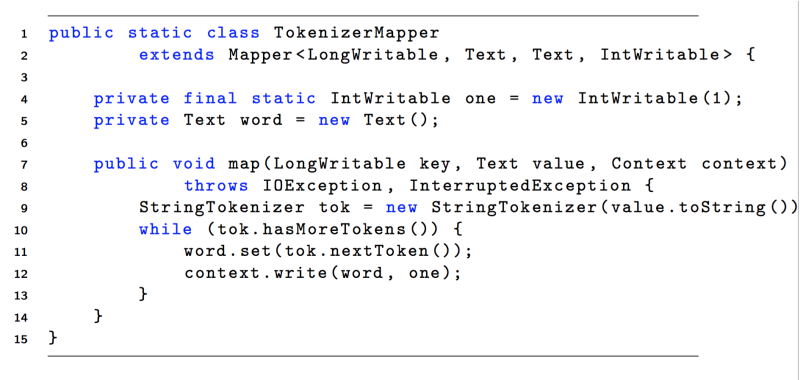 1 public static class TokenizerMapper
2 extends Mapper<LongWritable, Text, Text, IntWritable> {
3
4 private final static IntWritable one = new IntWritable(1);
5 private Text word = new Text();
6
7 public void map(LongWritable key, Text value, Context context)
8 throws IOException, InterruptedException {
9 StringTokenizer tok = new StringTokenizer(value.toString())
10 while (tok.hasMoreTokens()) {
11 word.set(tok.nextToken());
12 context.write(word, one);
13 }
14 }
15 }